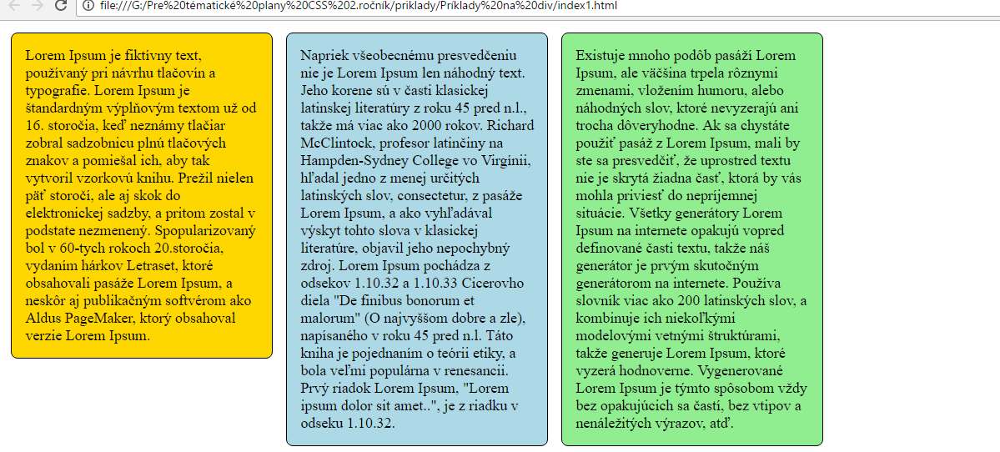 file:///G:/Pre%20tématické%20plany%20CSS%202.ročník/priklady/Príklady%20na%20div/index1.html
Lorem Ipsum je fiktívny text,
používaný pri návrhu tlačovín a
typografie. Lorem Ipsum je
štandardným výplňovým textom už od
16. storočia, keď neznámy tlačiar
zobral sadzobnicu plnú tlačových
znakov a pomiešal ich, aby tak
vytvoril vzorkovú knihu. Prežil nielen
päť storočí, ale aj skok do
elektronickej sadzby, a pritom zostal v
podstate nezmenený. Spopularizovaný
bol v 60-tych rokoch 20.storočia,
vydaním hárkov Letraset, ktoré
obsahovali pasáže Lorem Ipsum, a
neskôr aj publikačným softvérom ako
Aldus PageMaker, ktorý obsahoval
verzie Lorem Ipsum.
Napriek všeobecnému presvedčeniu
nie je Lorem Ipsum len náhodný text.
Jeho korene sú v časti klasickej
latinskej literatúry z roku 45 pred n.l.,
takže má viac ako 2000 rokov. Richard
McClintock, profesor latinčiny na
Hampden-Sydney College vo Virgínii,
hľadal jedno z menej určitých
latinských slov, consectetur, z pasáže
Lorem Ipsum, a ako vyhľadával
výskyt tohto slova v klasickej
literatúre, objavil jeho nepochybný
zdroj. Lorem Ipsum pochádza z
odsekov 1.10.32 a 1.10.33 Cicerovho
diela "De finibus bonorum et
malorum" (O najvyššom dobre a zle),
napísaného v roku 45 pred n.l. Táto
kniha je pojednaním o teórii etiky, a
bola veľmi populárna v renesancii.
Prvý riadok Lorem Ipsum, "Lorem
ipsum dolor sit amet..", je z riadku v
odseku 1.10.32.
Existuje mnoho podôb pasáží Lorem
Ipsum, ale väčšina trpela rôznymi
zmenami, vložením humoru, alebo
náhodných slov, ktoré nevyzerajú ani
trocha dôveryhodne. Ak sa chystáte
použiť pasáž z Lorem Ipsum, mali by
ste sa presvedčiť, že uprostred textu
nie je skrytá žiadna časť, ktorá by vás
mohla priviesť do nepríjemnej
situácie. Všetky generátory Lorem
Ipsum na internete opakujú vopred
definované časti textu, takže náš
generátor je prvým skutočným
generátorom na internete. Používa
slovník viac ako 200 latinských slov, a
kombinuje ich niekoľkými
modelovými vetnými štruktúrami,
takže generuje Lorem Ipsum, ktoré
vyzerá hodnoverne. Vygenerované
Lorem Ipsum je týmto spôsobom vždy
bez opakujúcich sa častí, bez vtipov a
nenáležitých výrazov, atď.